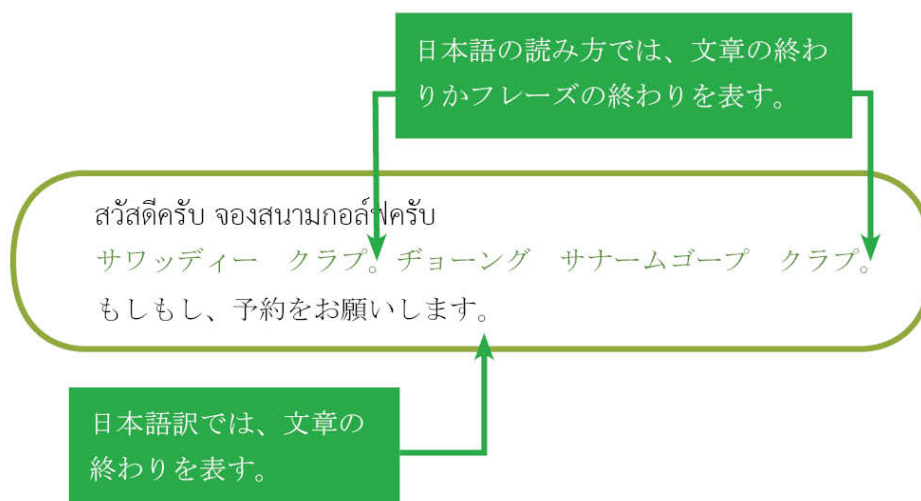 日本語の読み方では、文章の終わ
りかフレーズの終わりを表す。
สวัสดีครับ จองสนามกอล์ฟครับ
サワッディー　クラプ。ヂョーング　サナームゴープ　クラプ。
もしもし、予約をお願いします。
日本語訳では、文章の
終わりを表す。